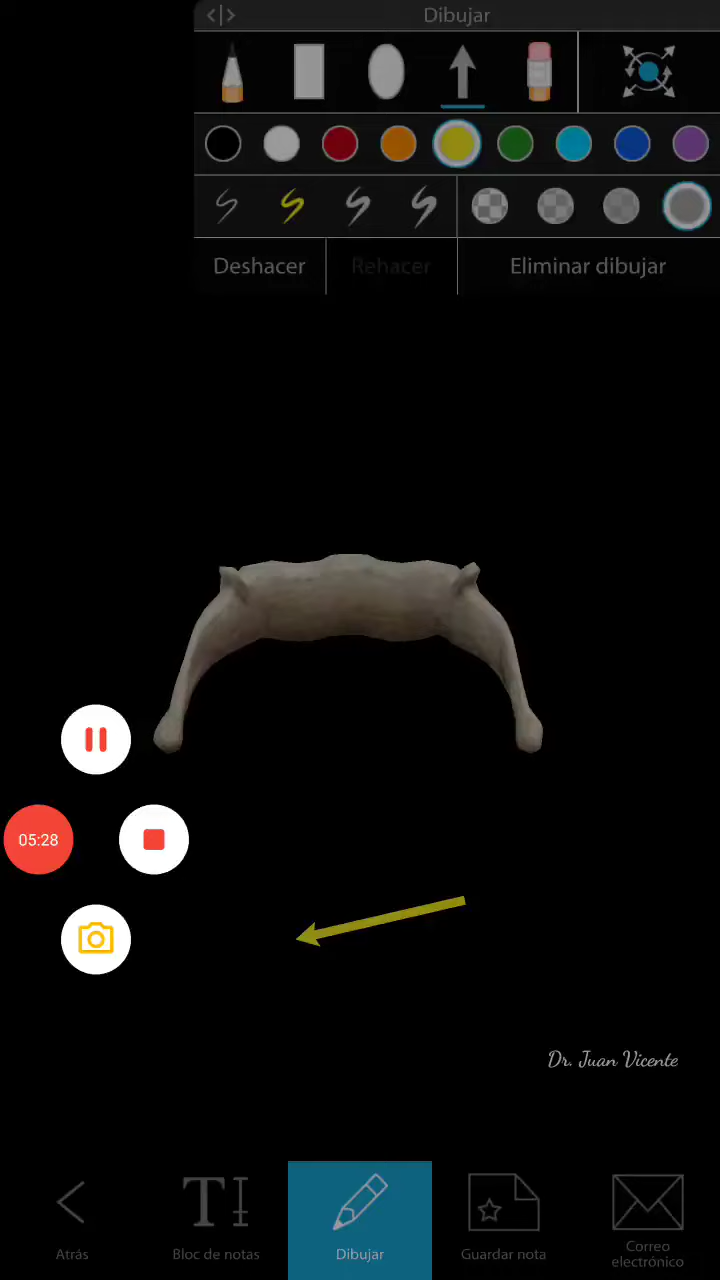 Dibujar
Deshacer
Rehacer
Eliminar dibujar
05:28
Dr. Juan Vicente
Atrás
Bloc de notas
Dibujar
Guardar nota
Correo
electrónico